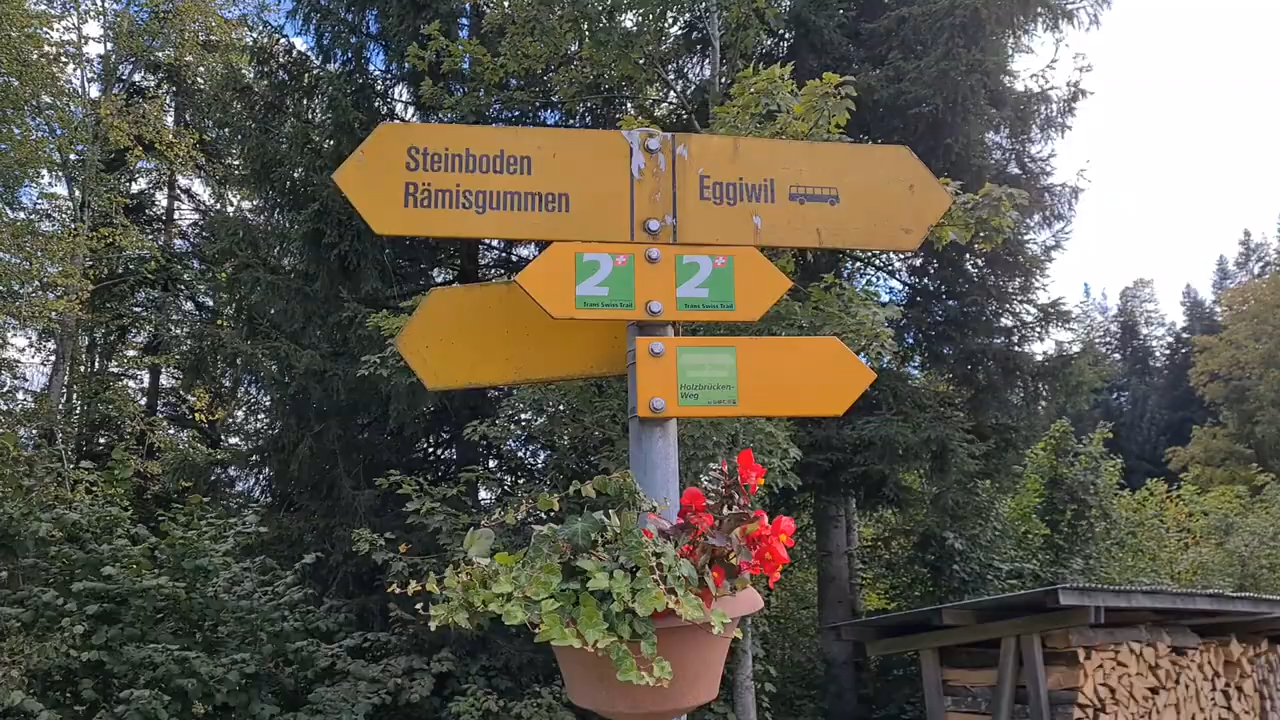 Steinboden
Rämisgummen
Eggiwil
2
Trans Swiss Trail
2
Trans Swiss Trail
Holzbrücken-
Weg